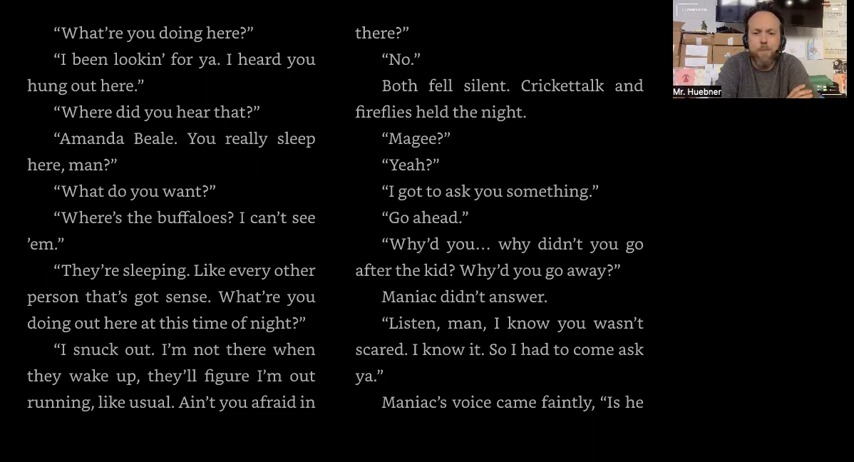 “What’re you doing here?”
“I been lookin’ for ya. I heard you
hung out here.”
“Where did you hear that?”
“Amanda Beale. You really sleep
here, man?”
“What do you want?”
“Where’s the buffaloes? I can’t see
’em.”
“They’re sleeping. Like every other
person that’s got sense. What’re you
doing out here at this time of night?”
“I snuck out. I’m not there when
they wake up, they’ll figure I’m out
running, like usual. Ain’t you afraid in
there?”
“No.”
Both fell silent. Crickettalk and
fireflies held the night.
“Magee?”
“Yeah?”
“I got to ask you something.”
“Go ahead.”
“Why’d you… why didn’t you go
after the kid? Why’d you go away?”
Maniac didn’t answer.
“Listen, man, I know you wasn’t
scared. I know it. So I had to come ask
ya.”
Maniac’s voice came faintly, “Is he
Mr. Huebner